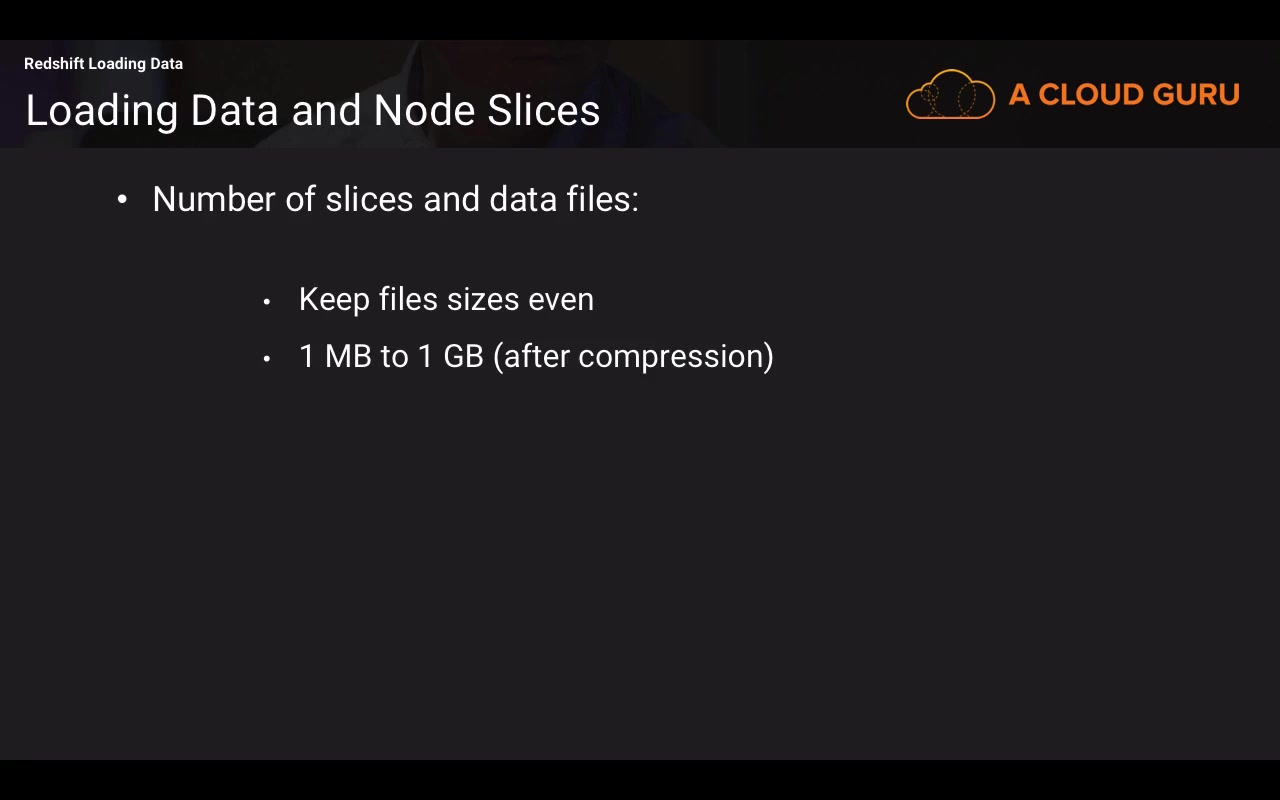 Redshift Loading Data
Loading Data and Node Slices
A CLOUD GURU
• Number of slices and data files:
• Keep files sizes even
• 1 MB to 1 GB (after compression)